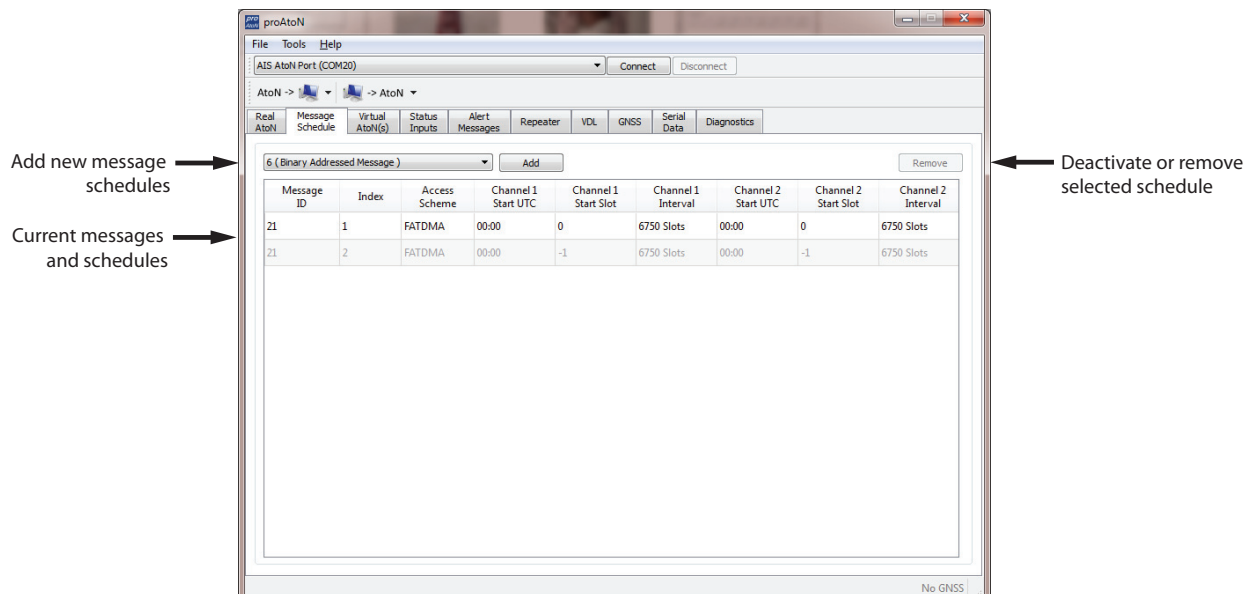 pro AtoN proAtoN
File Tools Help
AIS AtoN Port (COM20) Connect Disconnect
AtoN -> -> AtoN
Real AtoN Message Schedule Virtual AtoN(s) Status Inputs Alert Messages Repeater VDL GNSS Serial Data Diagnostics
Add new message schedules
6 ( Binary Addressed Message ) Add Remove
Deactivate or remove selected schedule
Message ID Index Access Scheme Channel 1 Start UTC Channel 1 Start Slot Channel 1 Interval Channel 2 Start UTC Channel 2 Start Slot Channel 2 Interval
Current messages and schedules
21 1 FATDMA 00:00 0 6750 Slots 00:00 0 6750 Slots
21 2 FATDMA 00:00 -1 6750 Slots 00:00 -1 6750 Slots
No GNSS